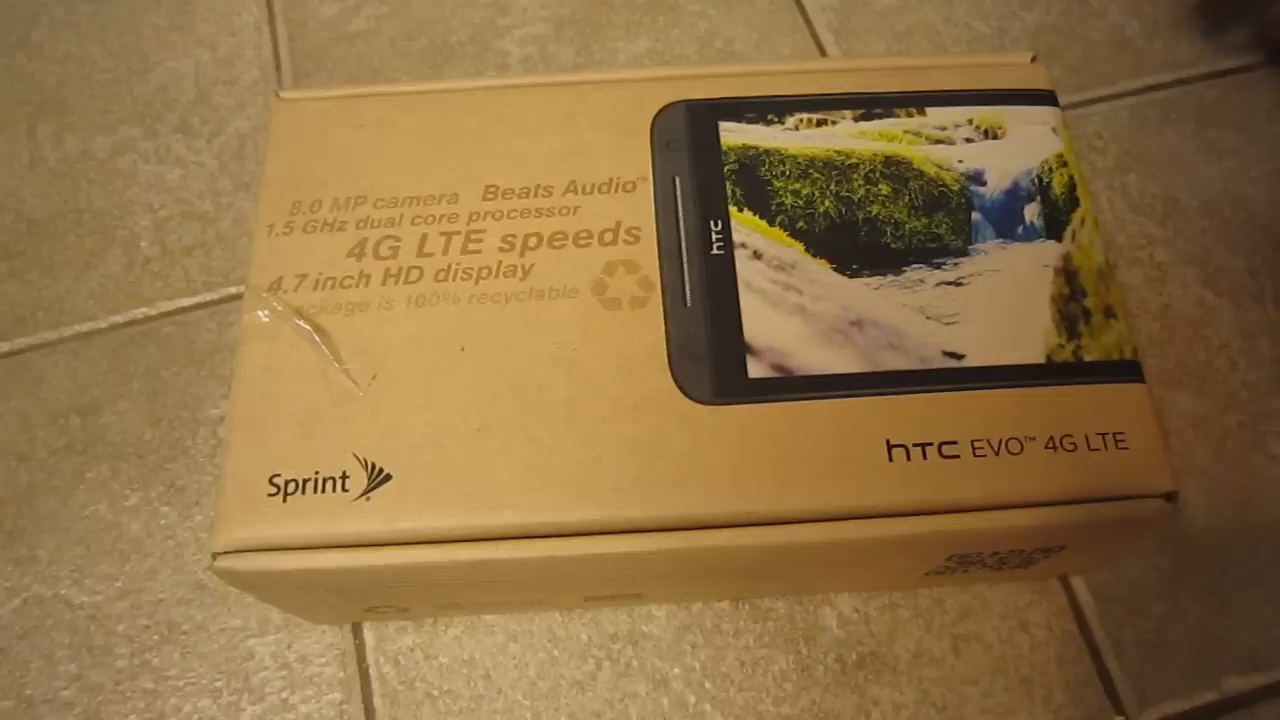 8.0 MP camera Beats Audio™
1.5 GHz dual core processor
4G LTE speeds
4.7 inch HD display
is 100% recyclable
hTC
hTC EVO™ 4G LTE
Sprint